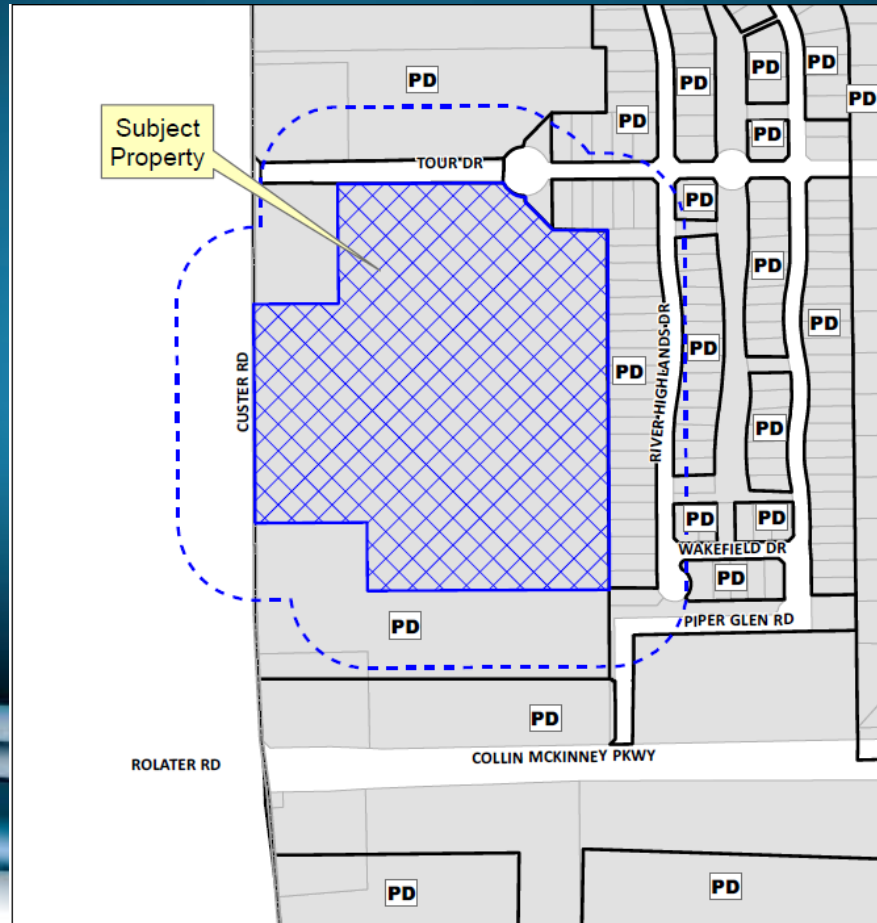 PD
PD
PD
PD
PD
PD
PD
Subject
Property
TOUR DR
PD
PD
PD
CUSTER RD
RIVER HIGHLANDS DR
PD
PD
PD
PD
PD
PD
WAKEFIELD DR
PD
PIPER GLEN RD
PD
PD
ROLATER RD
COLLIN MCKINNEY PKWY
PD
PD